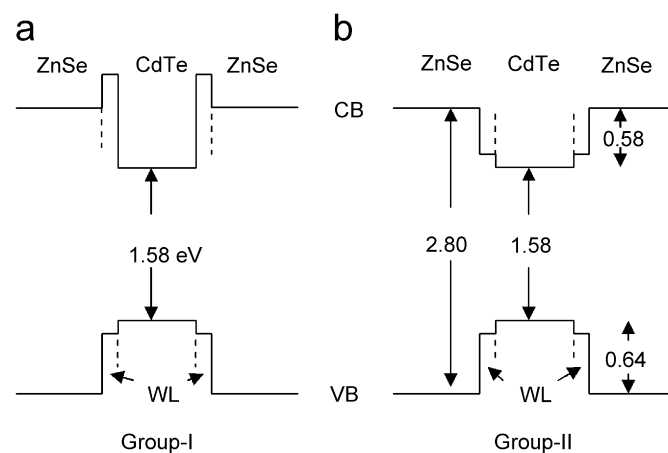 a
ZnSe CdTe ZnSe
1.58 eV
WL
Group-I
CB
VB
b
ZnSe CdTe ZnSe
0.58
2.80 1.58
0.64
WL
Group-II